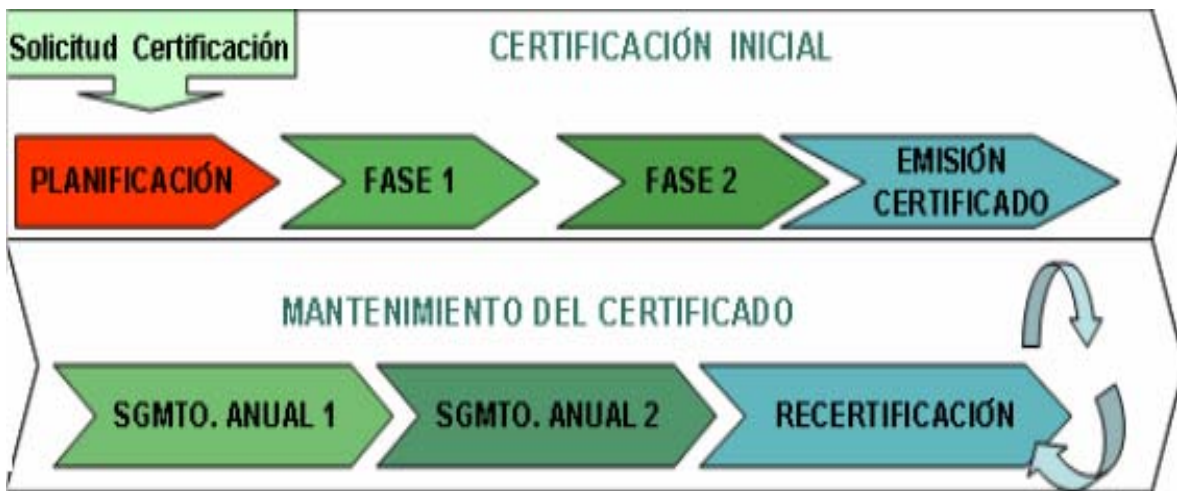 Solicitud Certificación
CERTIFICACIÓN INICIAL
PLANIFICACIÓN
FASE 1
FASE 2
EMISIÓN
CERTIFICADO
MANTENIMIENTO DEL CERTIFICADO
SGMTO. ANUAL 1
SGMTO. ANUAL 2
RECERTIFICACIÓN